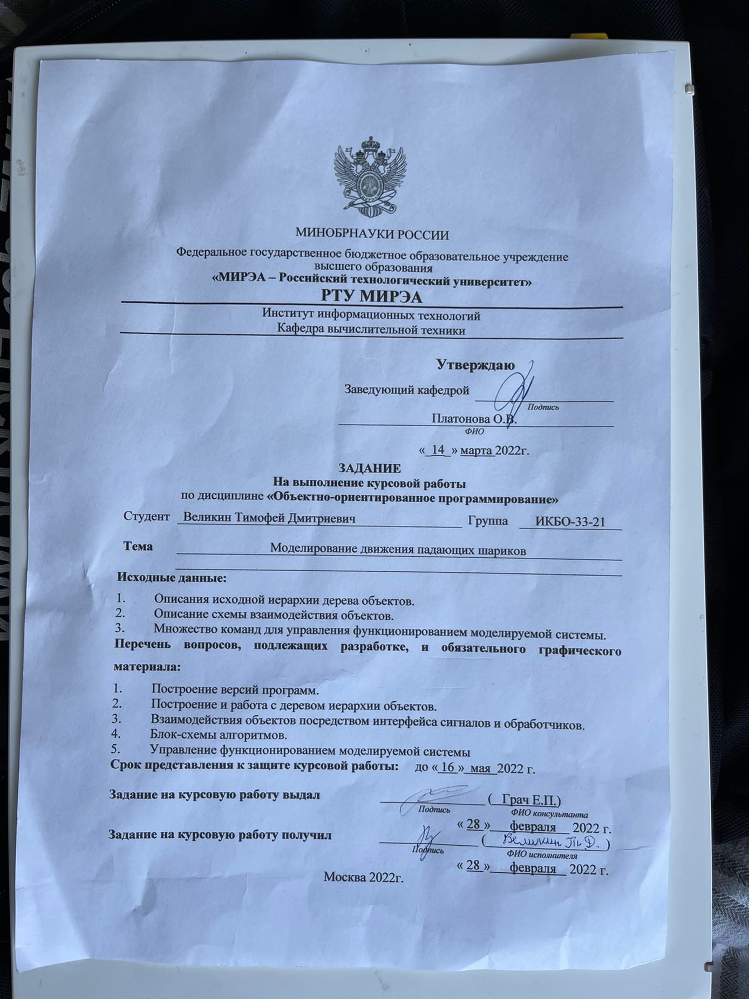 МИНОБРНАУКИ РОССИИ
Федеральное государственное бюджетное образовательное учреждение
высшего образования
«МИРЭА – Российский технологический университет»
РТУ МИРЭА
Институт информационных технологий
Кафедра вычислительной техники
Утверждаю
Заведующий кафедрой
Подпись
Платонова О.В.
ФИО
«_14_» марта 2022г.
ЗАДАНИЕ
На выполнение курсовой работы
по дисциплине «Объектно-ориентированное программирование»
Студент Великин Тимофей Дмитриевич Группа ИКБО-33-21
Тема Моделирование движения падающих шариков
Исходные данные:
1. Описания исходной иерархии дерева объектов.
2. Описание схемы взаимодействия объектов.
3. Множество команд для управления функционированием моделируемой системы.
Перечень вопросов, подлежащих разработке, и обязательного графического
материала:
1. Построение версий программ.
2. Построение и работа с деревом иерархии объектов.
3. Взаимодействия объектов посредством интерфейса сигналов и обработчиков.
4. Блок-схемы алгоритмов.
5. Управление функционированием моделируемой системы
Срок представления к защите курсовой работы: до «_16_»_мая_2022 г.
Задание на курсовую работу выдал ( Грач Е.П.)
Подпись ФИО консультанта
« 28 » февраля 2022 г.
Задание на курсовую работу получил ( Великин Т. Д. )
Подпись ФИО исполнителя
« 28 » февраля 2022 г.
Москва 2022г.